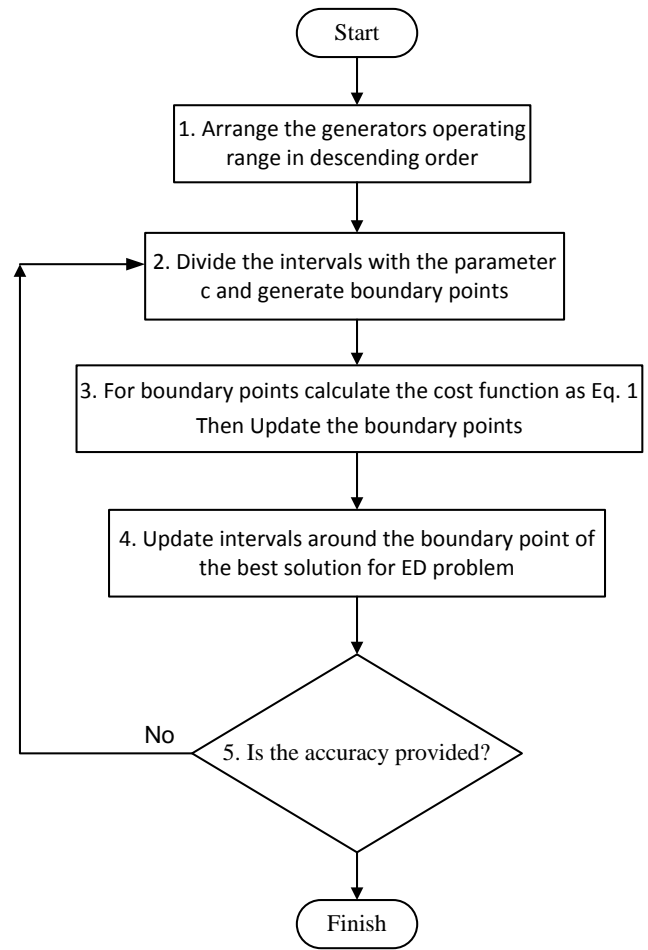 Start
1. Arrange the generators operating
range in descending order
2. Divide the intervals with the parameter
c and generate boundary points
3. For boundary points calculate the cost function as Eq. 1
Then Update the boundary points
4. Update intervals around the boundary point of
the best solution for ED problem
No
5. Is the accuracy provided?
Finish